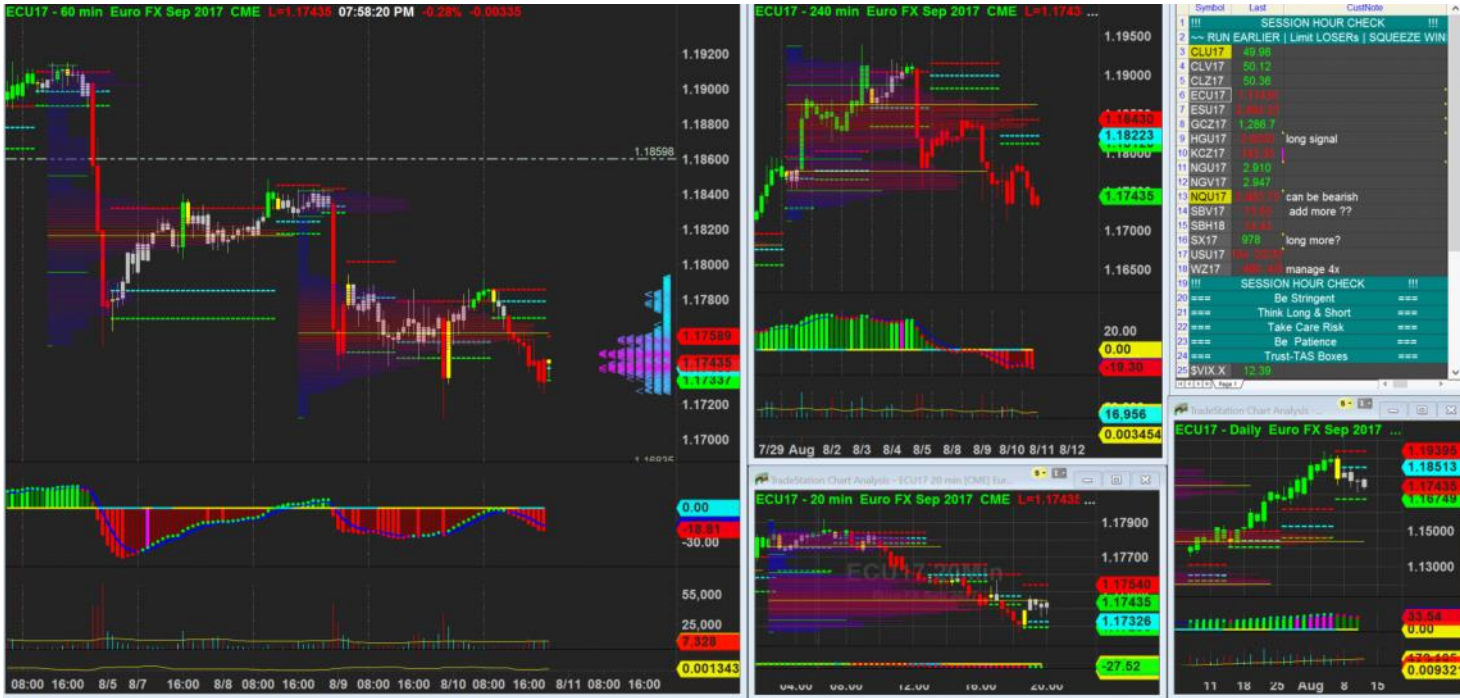 ECU17 - 60 min Euro FX Sep 2017 CME L=1.17435 07:58:20 PM -0.28% -0.00335
1.19200
1.19000
1.18800
1.18598
1.18600
1.18400
1.18200
1.18000
1.17800
1.17589
1.17435
1.17337
1.17200
1.17000
0.00
-18.81
-30.00
55,000
25,000
7,328
0.001343
08:00 16:00 8/5 8/7 16:00 8/8 16:00 8/9 16:00 8/10 08:00 16:00 8/11 08:00 16:00
ECU17 - 240 min Euro FX Sep 2017 CME L=1.1743 ...
1.19500
1.19000
1.18430
1.18223
1.18000
1.17435
1.17000
1.16500
20.00
0.00
-19.30
16,956
0.003454
7/29 Aug 8/2 8/3 8/4 8/5 8/8 8/9 8/10 8/11 8/12
TradeStation Chart Analysis - ECU17 20 min [CME] Eur...
ECU17 - 20 min Euro FX Sep 2017 CME L=1.17435 ...
1.17900
1.17700
ECU17,20Min
1.17540
1.17435
1.17326
-27.52
04:00 08:00 12:00 16:00 20:00
Symbol Last CustNote
1 !!! SESSION HOUR CHECK !!!
2 ~~ RUN EARLIER | Limit LOSERs | SQUEEZE WIN
3 CLU17 49.98
4 CLV17 50.12
5 CLZ17 50.36
6 ECU17
7 ESU17
8 GCZ17 1,286.7
9 HGU17 long signal
10 KCZ17
11 NGU17 2.910
12 NGV17 2.947
13 NQU17 can be bearish
14 SBV17 add more ??
15 SBH18
16 SX17 978 long more?
17 USU17
18 WZ17 manage 4x
19 !!! SESSION HOUR CHECK !!!
20 === Be Stringent ===
21 === Think Long & Short ===
22 === Take Care Risk ===
23 === Be Patience ===
24 === Trust-TAS Boxes ===
25 $VIX.X 12.39
Page 1
TradeStation Chart Analysis -...
ECU17 - Daily Euro FX Sep 2017 ...
1.19395
1.18513
1.17435
1.16749
1.15000
1.13000
33.54
0.00
0.009321
11 18 25 Aug 8 15